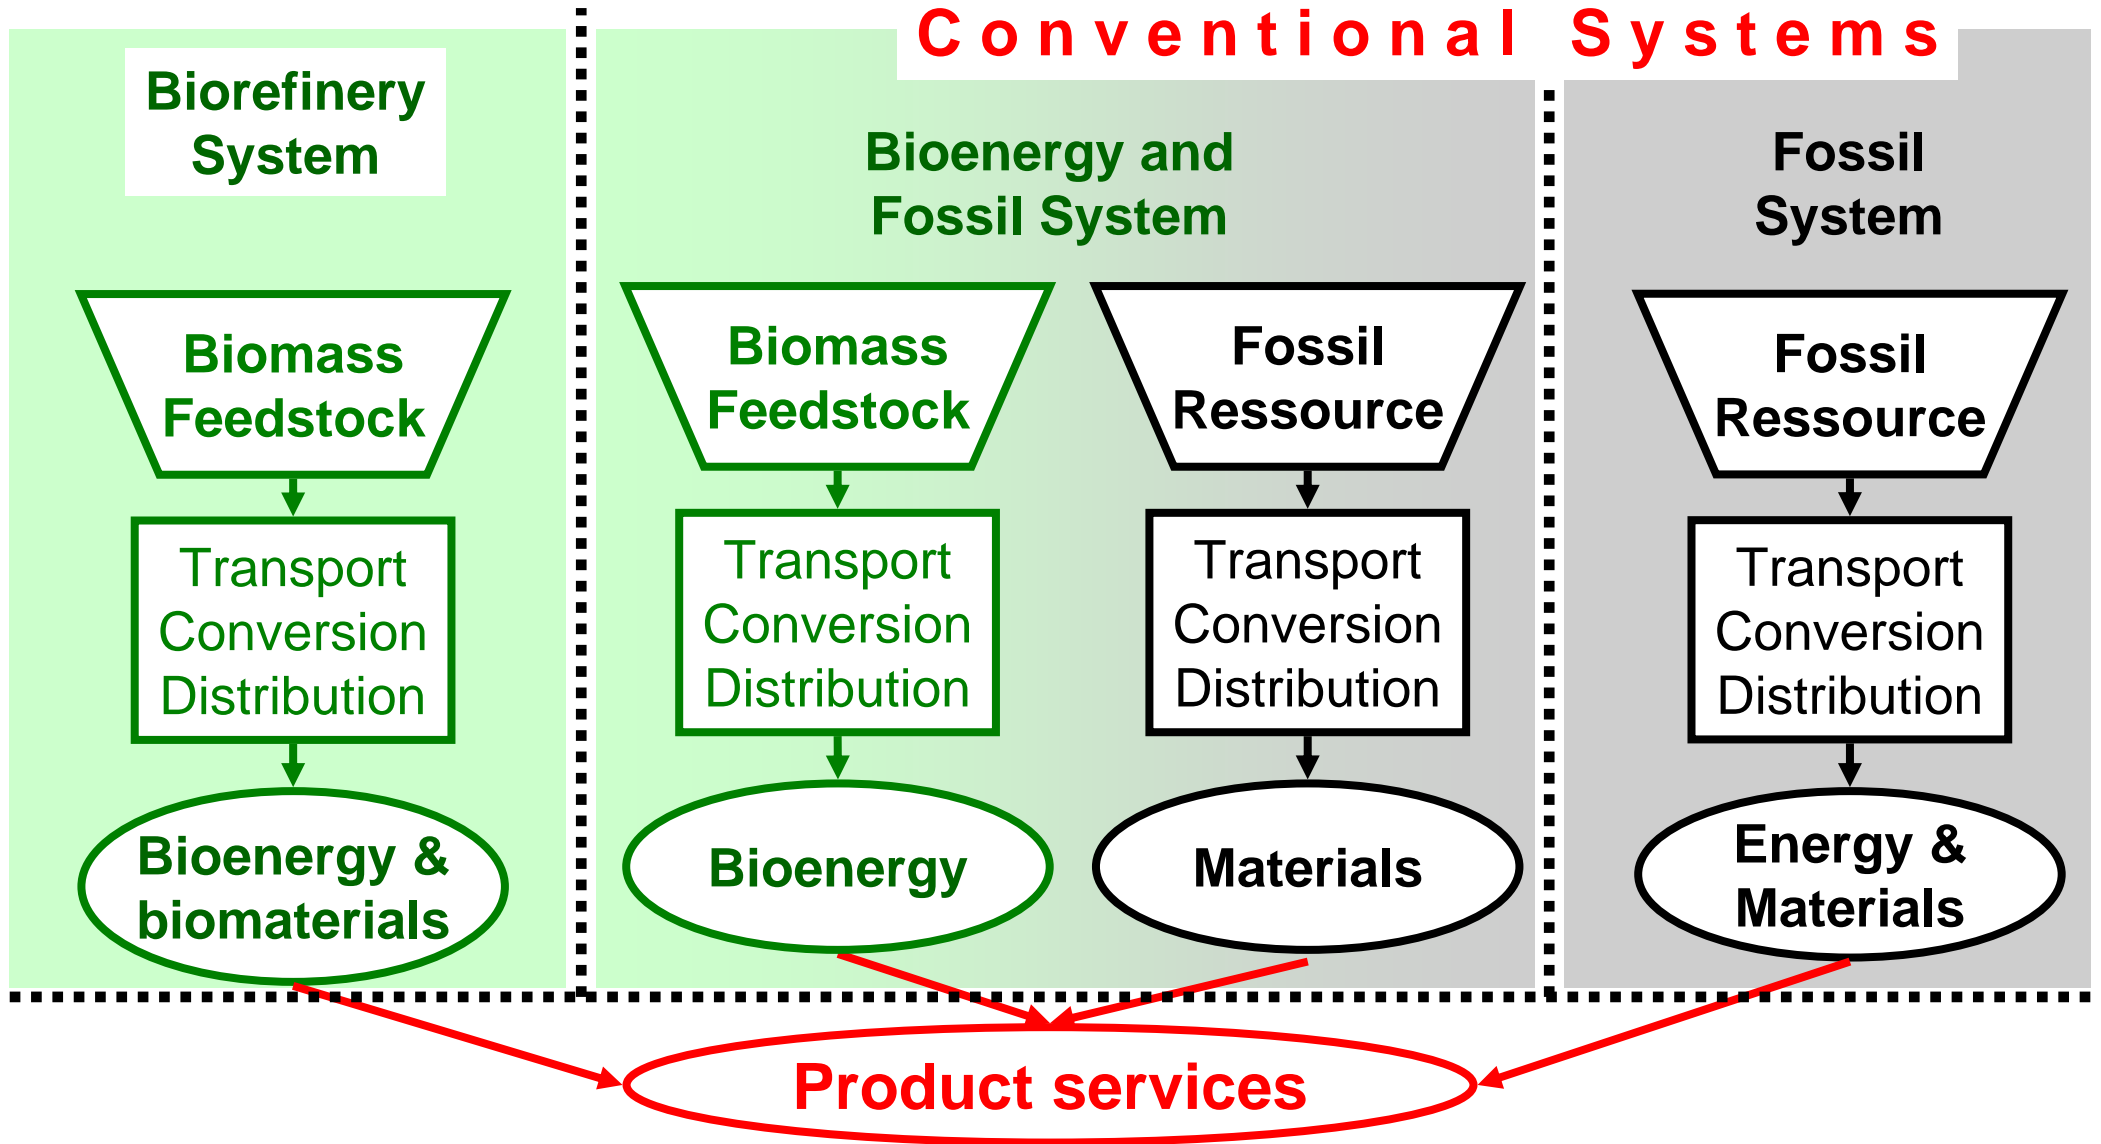 Conventional Systems
Biorefinery
System
Bioenergy and
Fossil System
Fossil
System
Biomass
Feedstock
Biomass
Feedstock
Fossil
Ressource
Fossil
Ressource
Transport
Conversion
Distribution
Transport
Conversion
Distribution
Transport
Conversion
Distribution
Transport
Conversion
Distribution
Bioenergy &
biomaterials
Bioenergy
Materials
Energy &
Materials
Product services